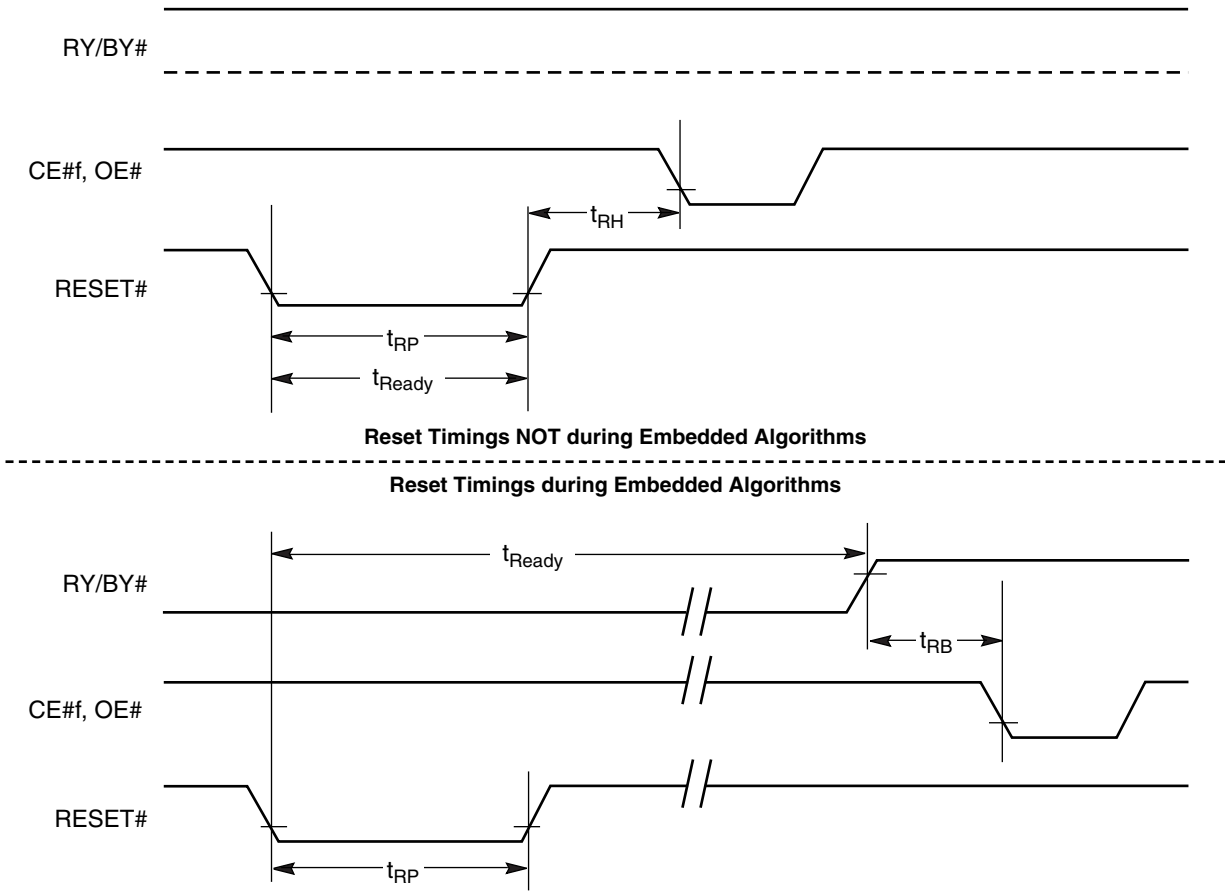 RY/BY#
CE#f, OE#
tRH
RESET#
tRP
tReady
Reset Timings NOT during Embedded Algorithms
Reset Timings during Embedded Algorithms
tReady
RY/BY#
tRB
CE#f, OE#
RESET#
tRP